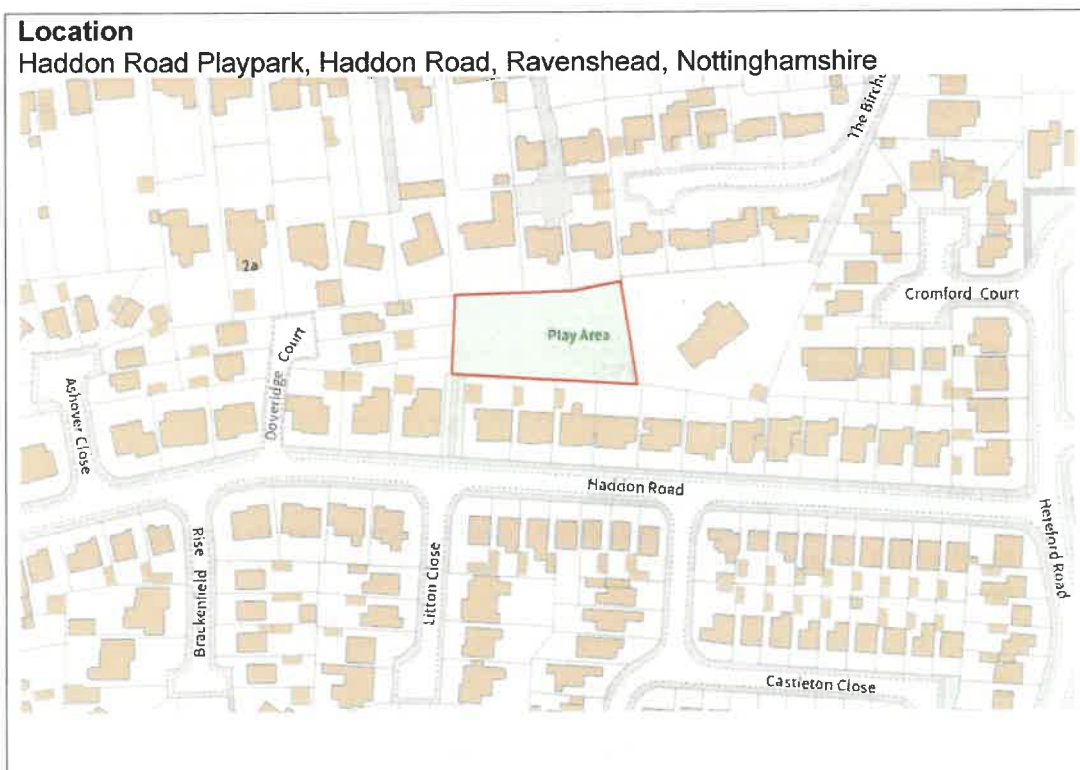 Location
Haddon Road Playpark, Haddon Road, Ravenshead, Nottinghamshire
The Birche
2a
Cromford Court
Play Area
Doveridge Court
Ashover Close
Haddon Road
Hereford Road
Brackenfield Rise
Litton Close
Castleton Close